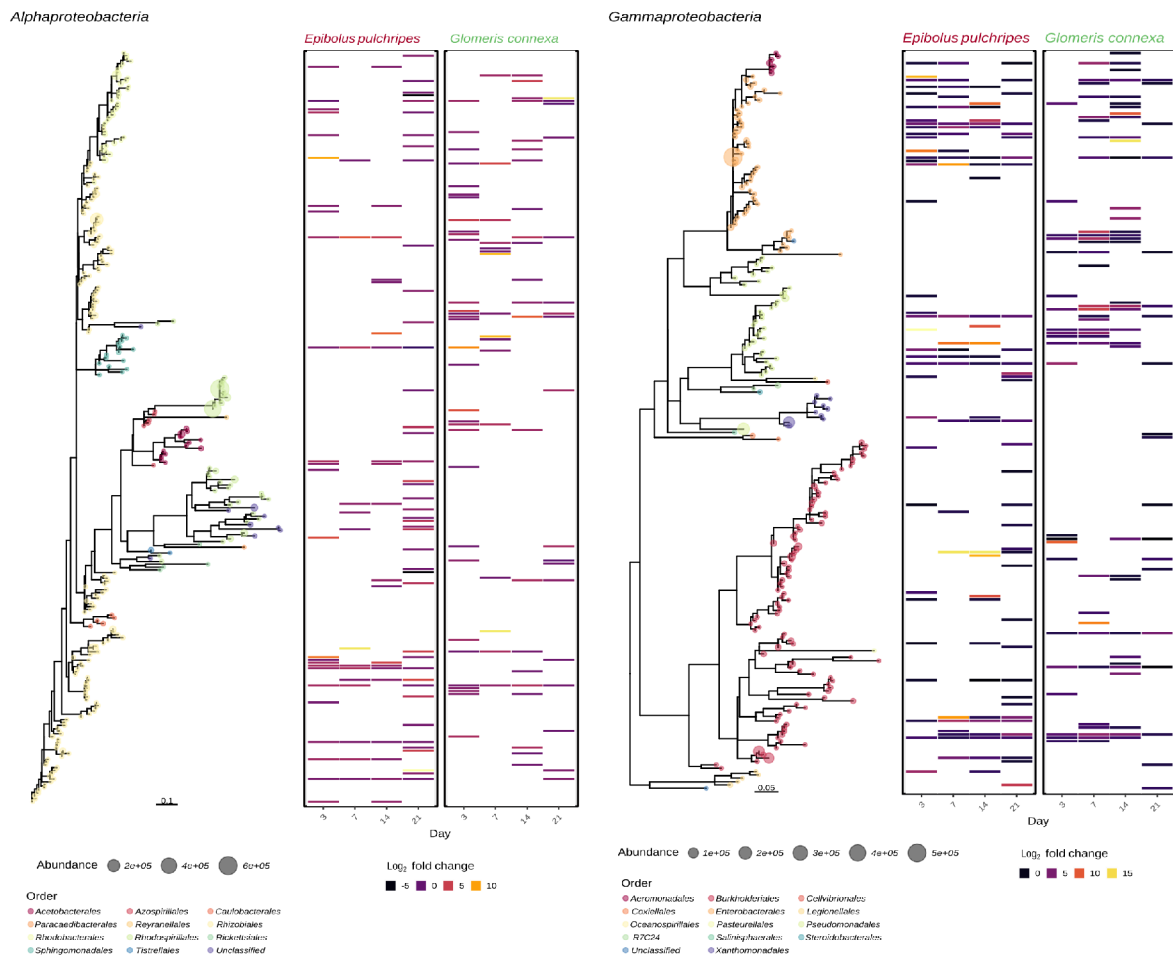 Alphaproteobacteria
Epibolus pulchripes Glomeris connexa
0.1
3 7 14 21 3 7 14 21
Day
Abundance 2e+05 4e+05 6e+05
Log2 fold change
-5 0 5 10
Order
Acetobacterales Azospirillales Caulobacterales
Paracaedibacterales Reyranellales Rhizobiales
Rhodobacterales Rhodospirillales Rickettsiales
Sphingomonadales Tistrellales Unclassified
Gammaproteobacteria
Epibolus pulchripes Glomeris connexa
0.05
3 7 14 21 3 7 14 21
Day
Abundance 1e+05 2e+05 3e+05 4e+05 5e+05
Log2 fold change
0 5 10 15
Order
Aeromonadales Burkholderiales Cellvibrionales
Coxiellales Enterobacterales Legionellales
Oceanospirillales Pasteurellales Pseudomonadales
R7C24 Salinisphaerales Steroidobacterales
Unclassified Xanthomonadales